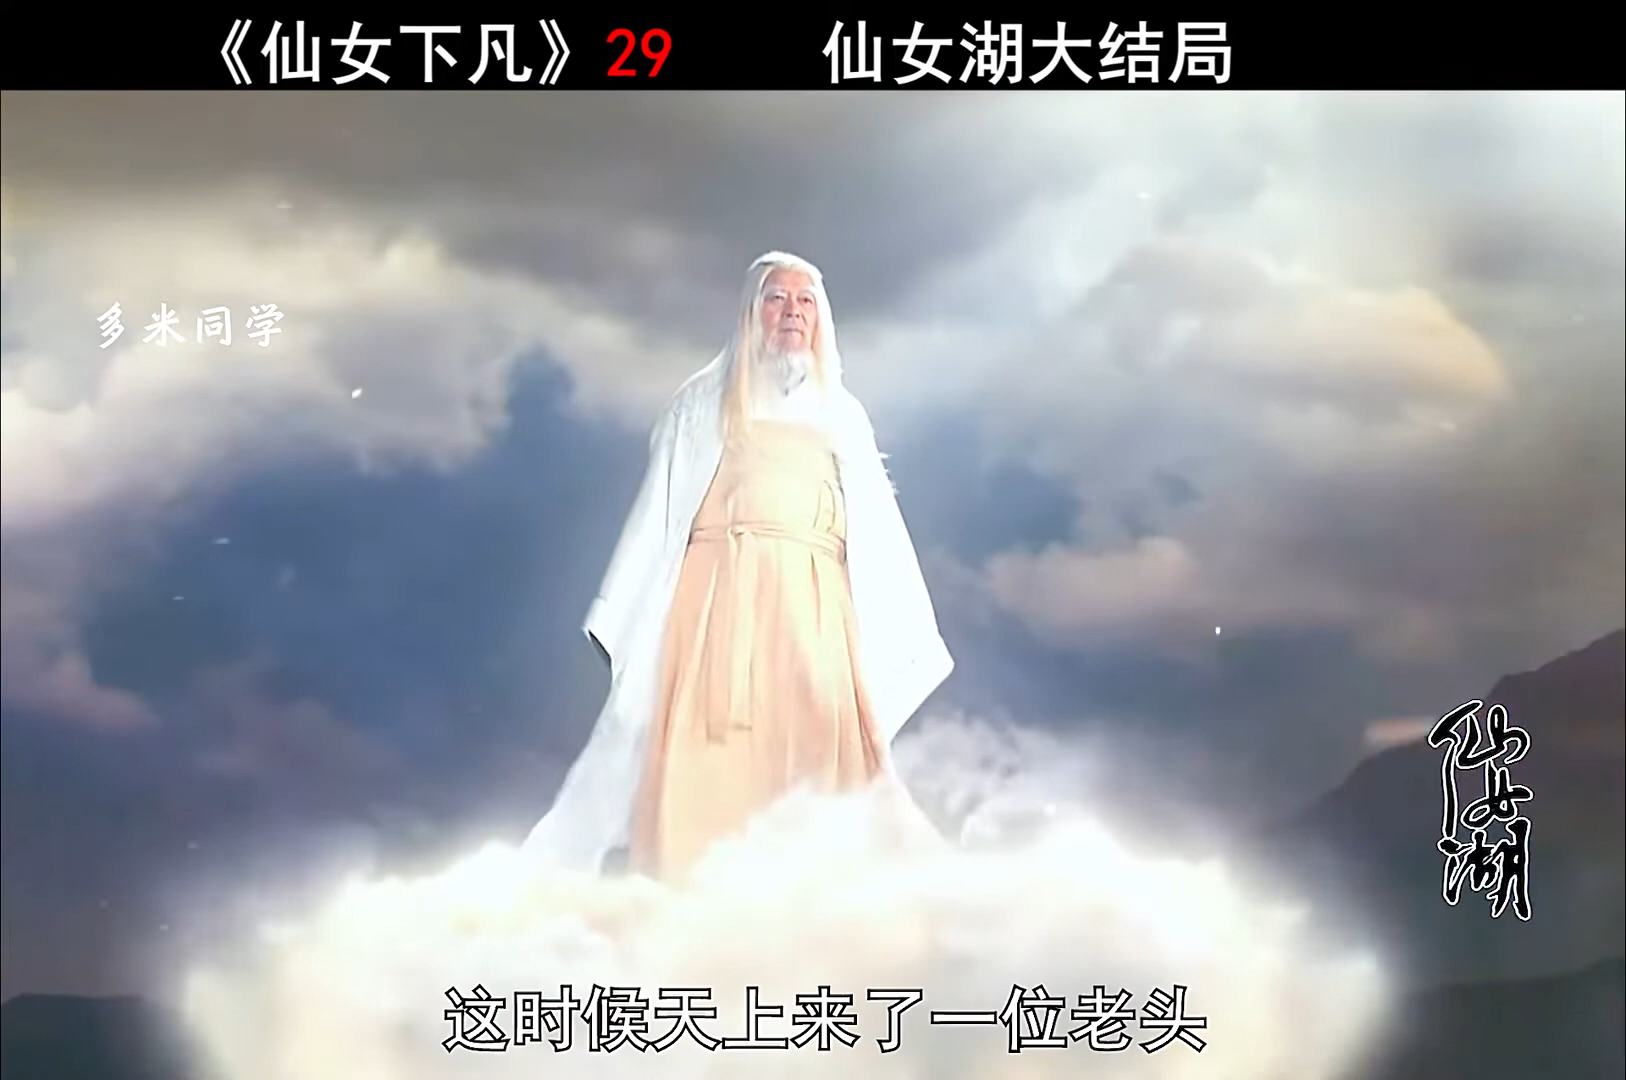 《仙女下凡》29 仙女湖大结局
多米同学
仙女湖
这时候天上来了一位老头